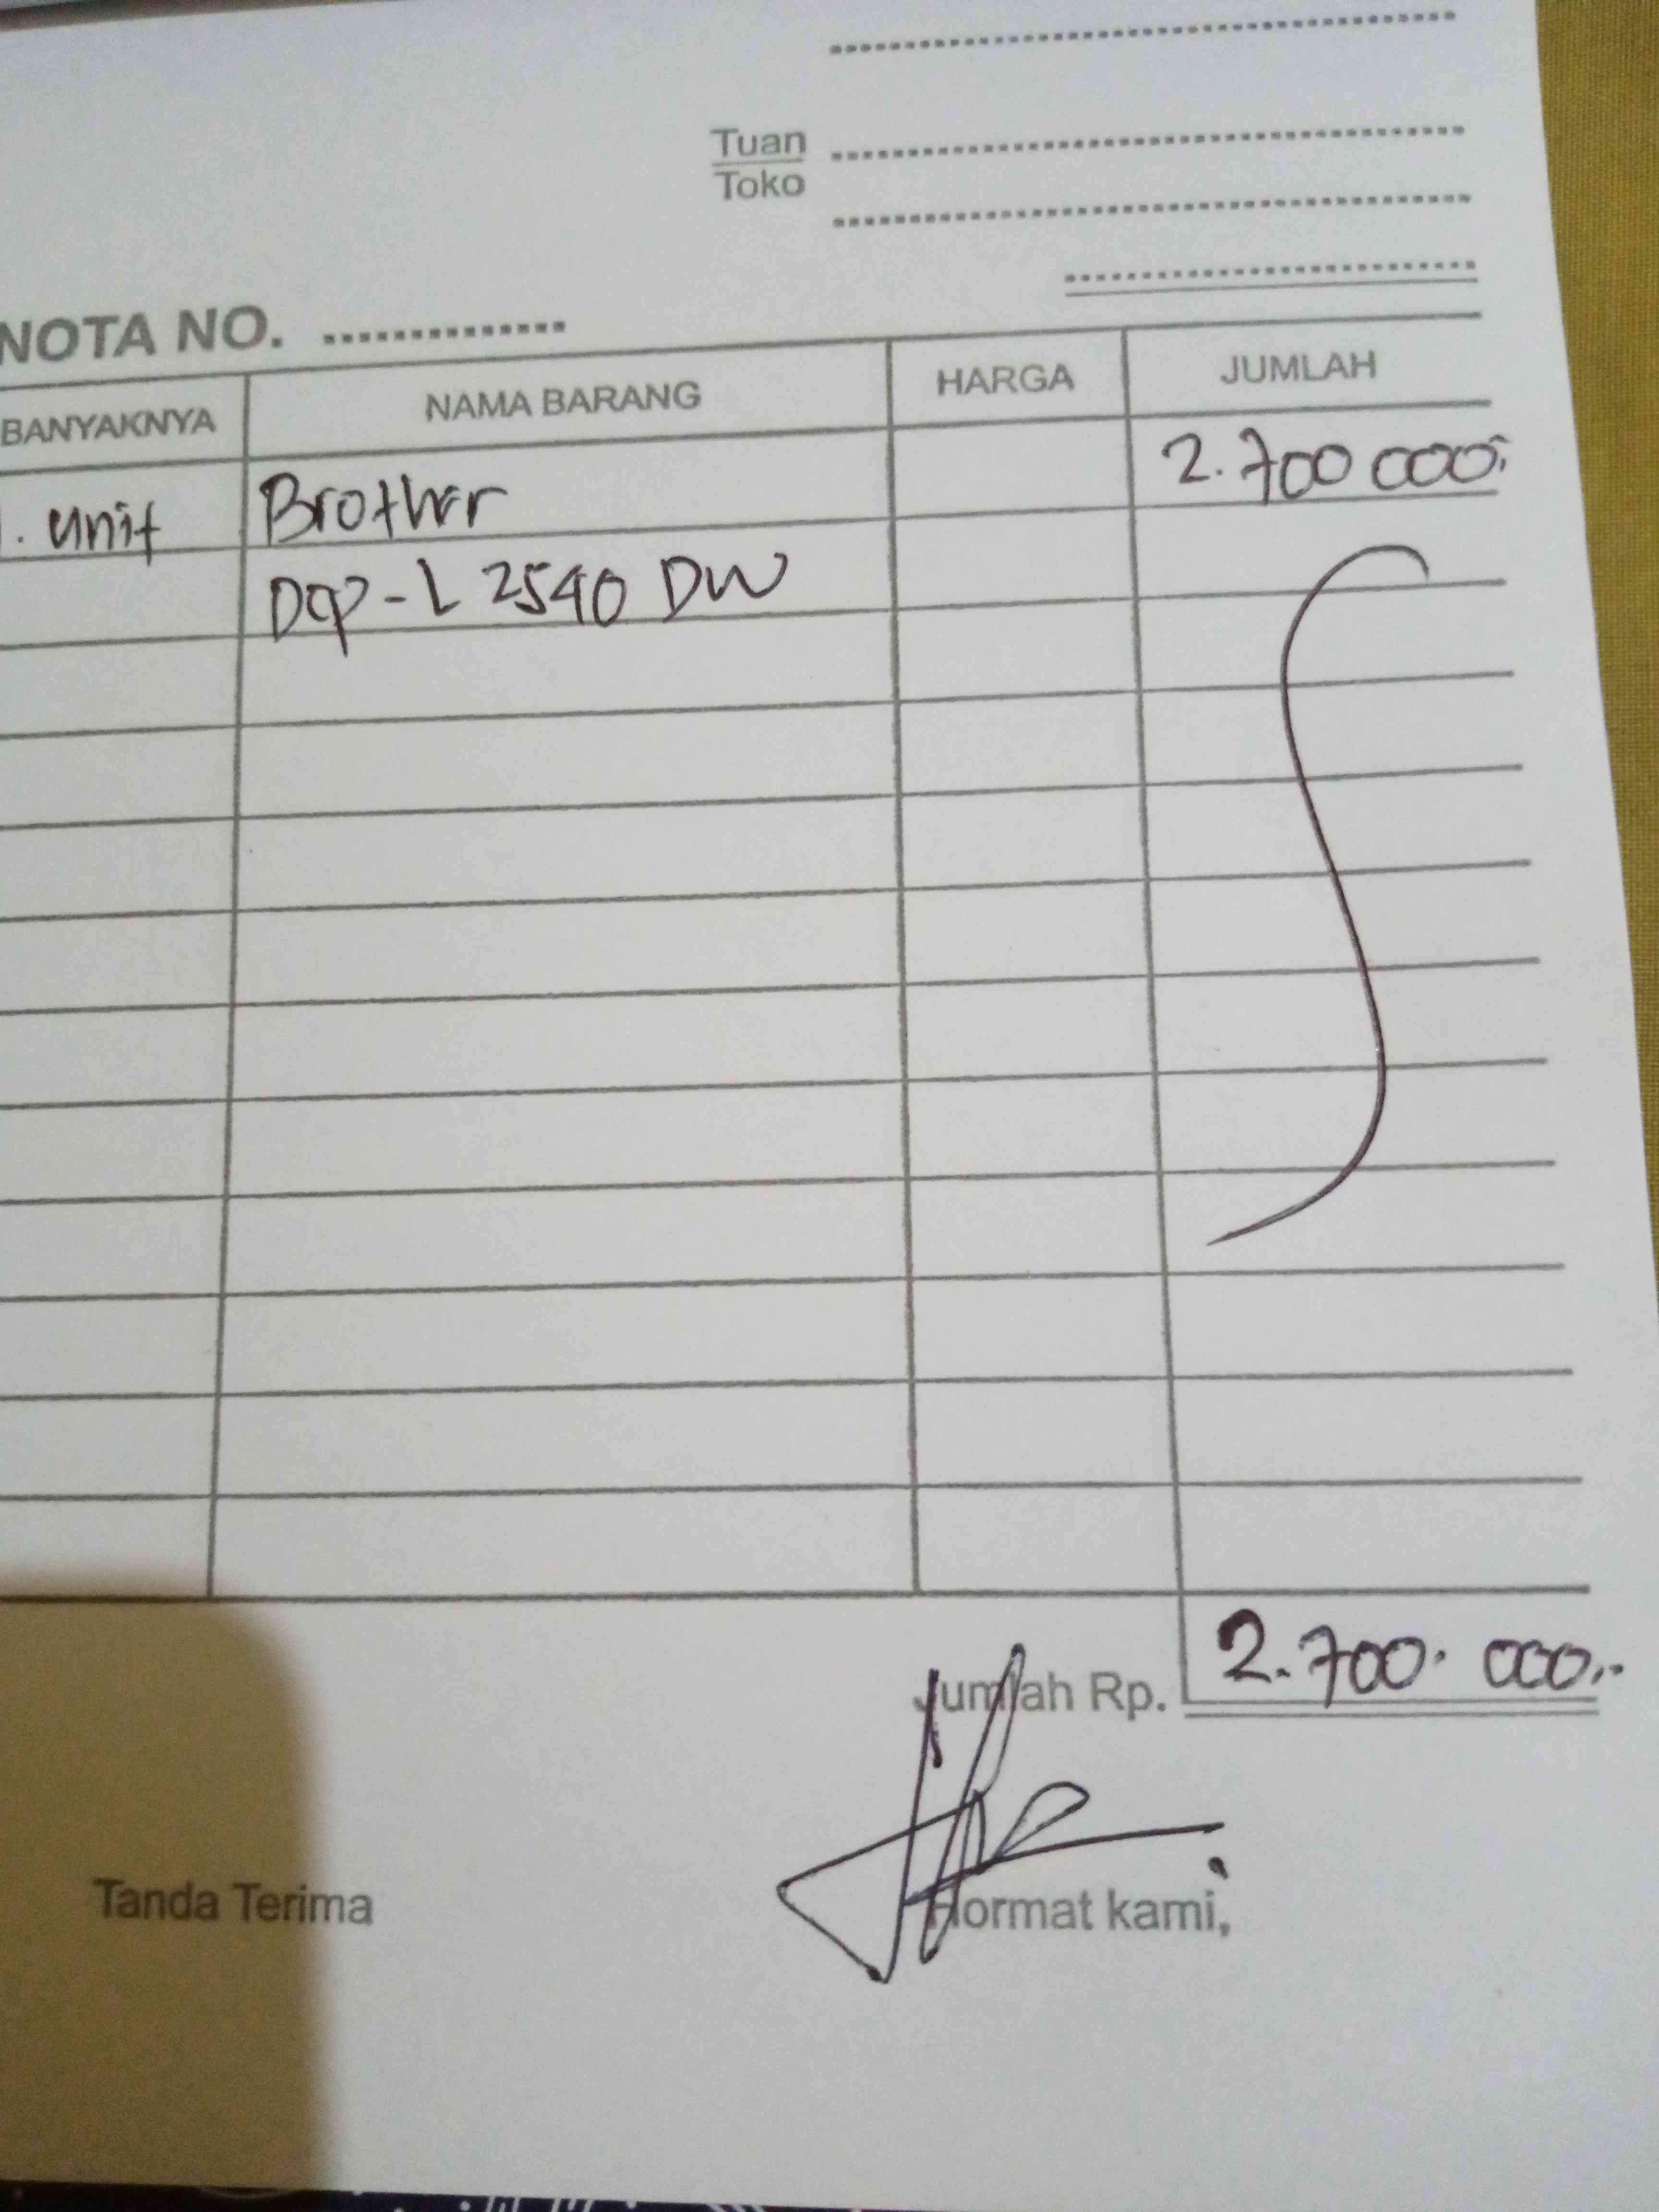 Tuan
Toko
NOTA NO.
BANYAKNYA NAMA BARANG HARGA JUMLAH
1. unit Brother 2.700 000,-
DCP-L 2540 DW
Jumlah Rp. 2.700.000,-
Tanda Terima Hormat kami,